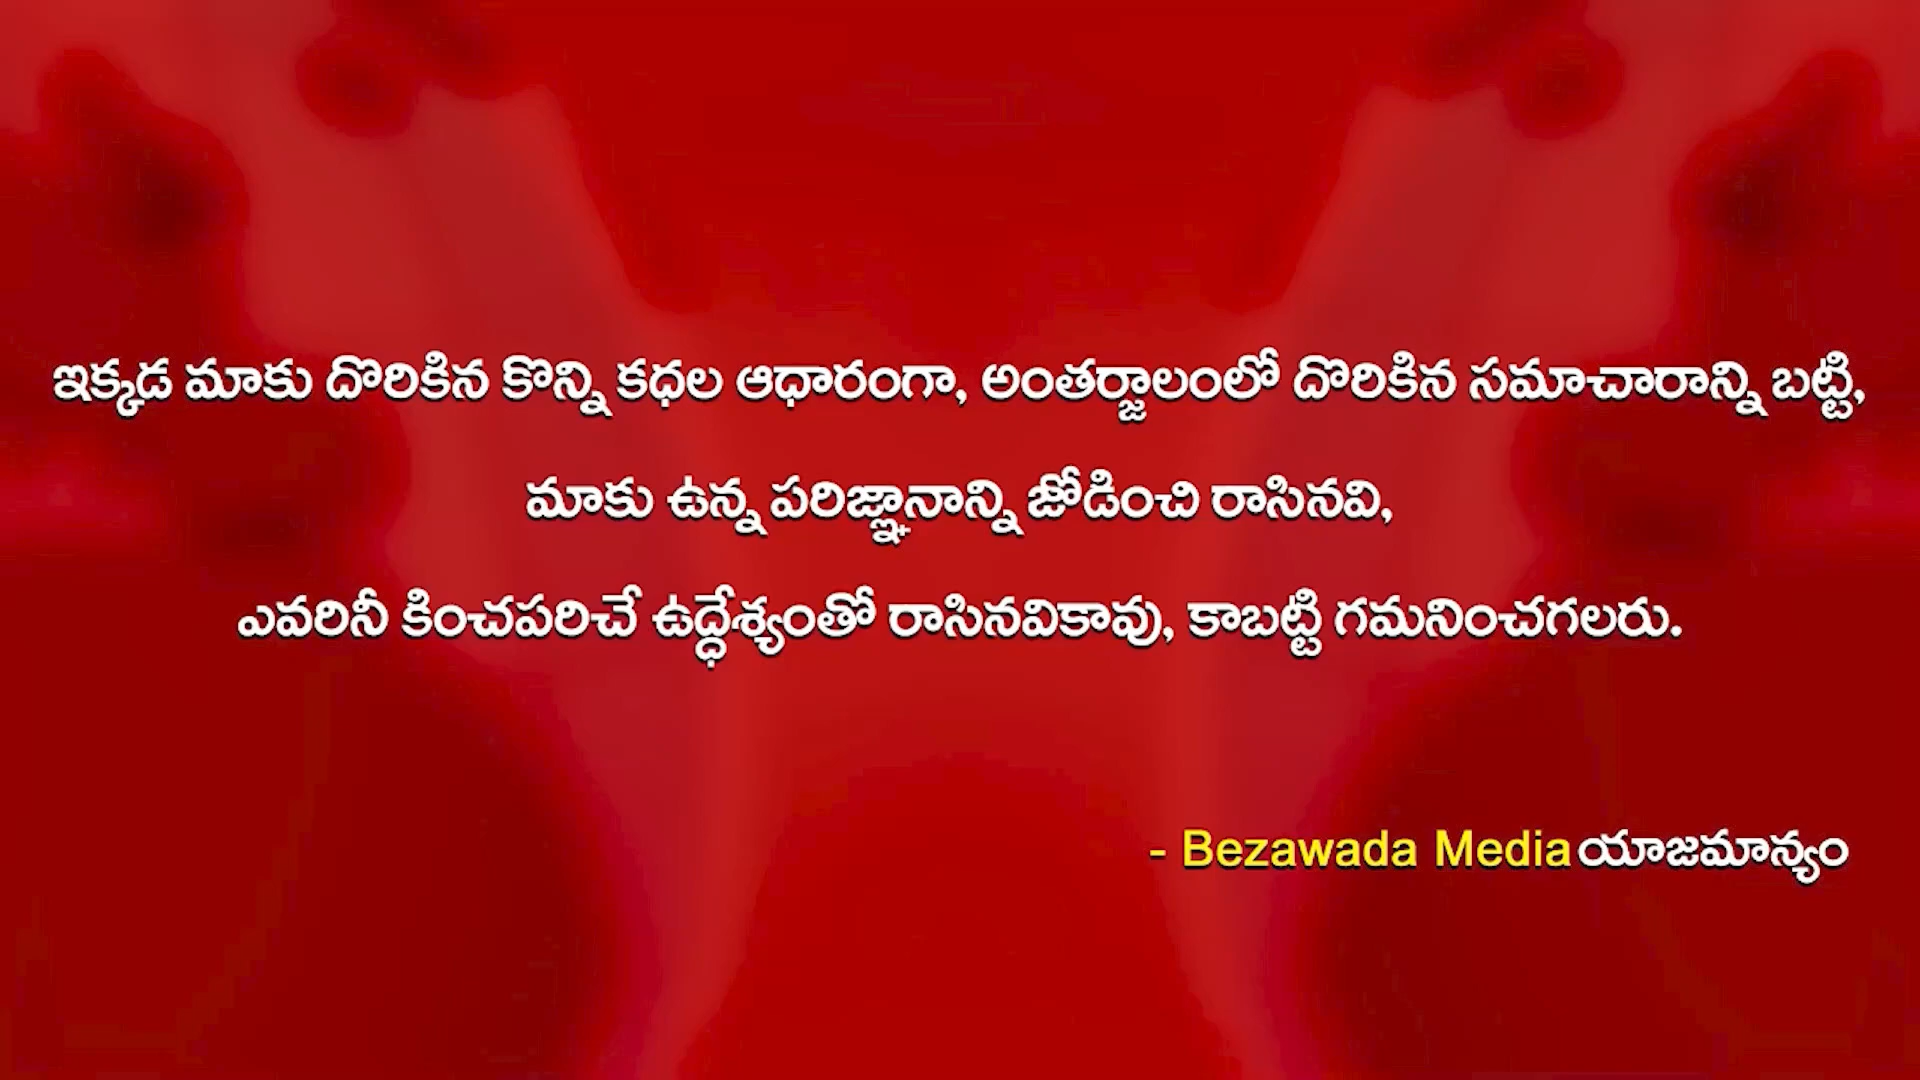 ఇక్కడ మాకు దొరికిన కొన్ని కధల ఆధారంగా, అంతర్జాలంలో దొరికిన సమాచారాన్ని బట్టి,
మాకు ఉన్న పరిజ్ఞానాన్ని జోడించి రాసినవి,
ఎవరినీ కించపరిచే ఉద్ధేశ్యంతో రాసినవికావు, కాబట్టి గమనించగలరు.
- Bezawada Media యాజమాన్యం